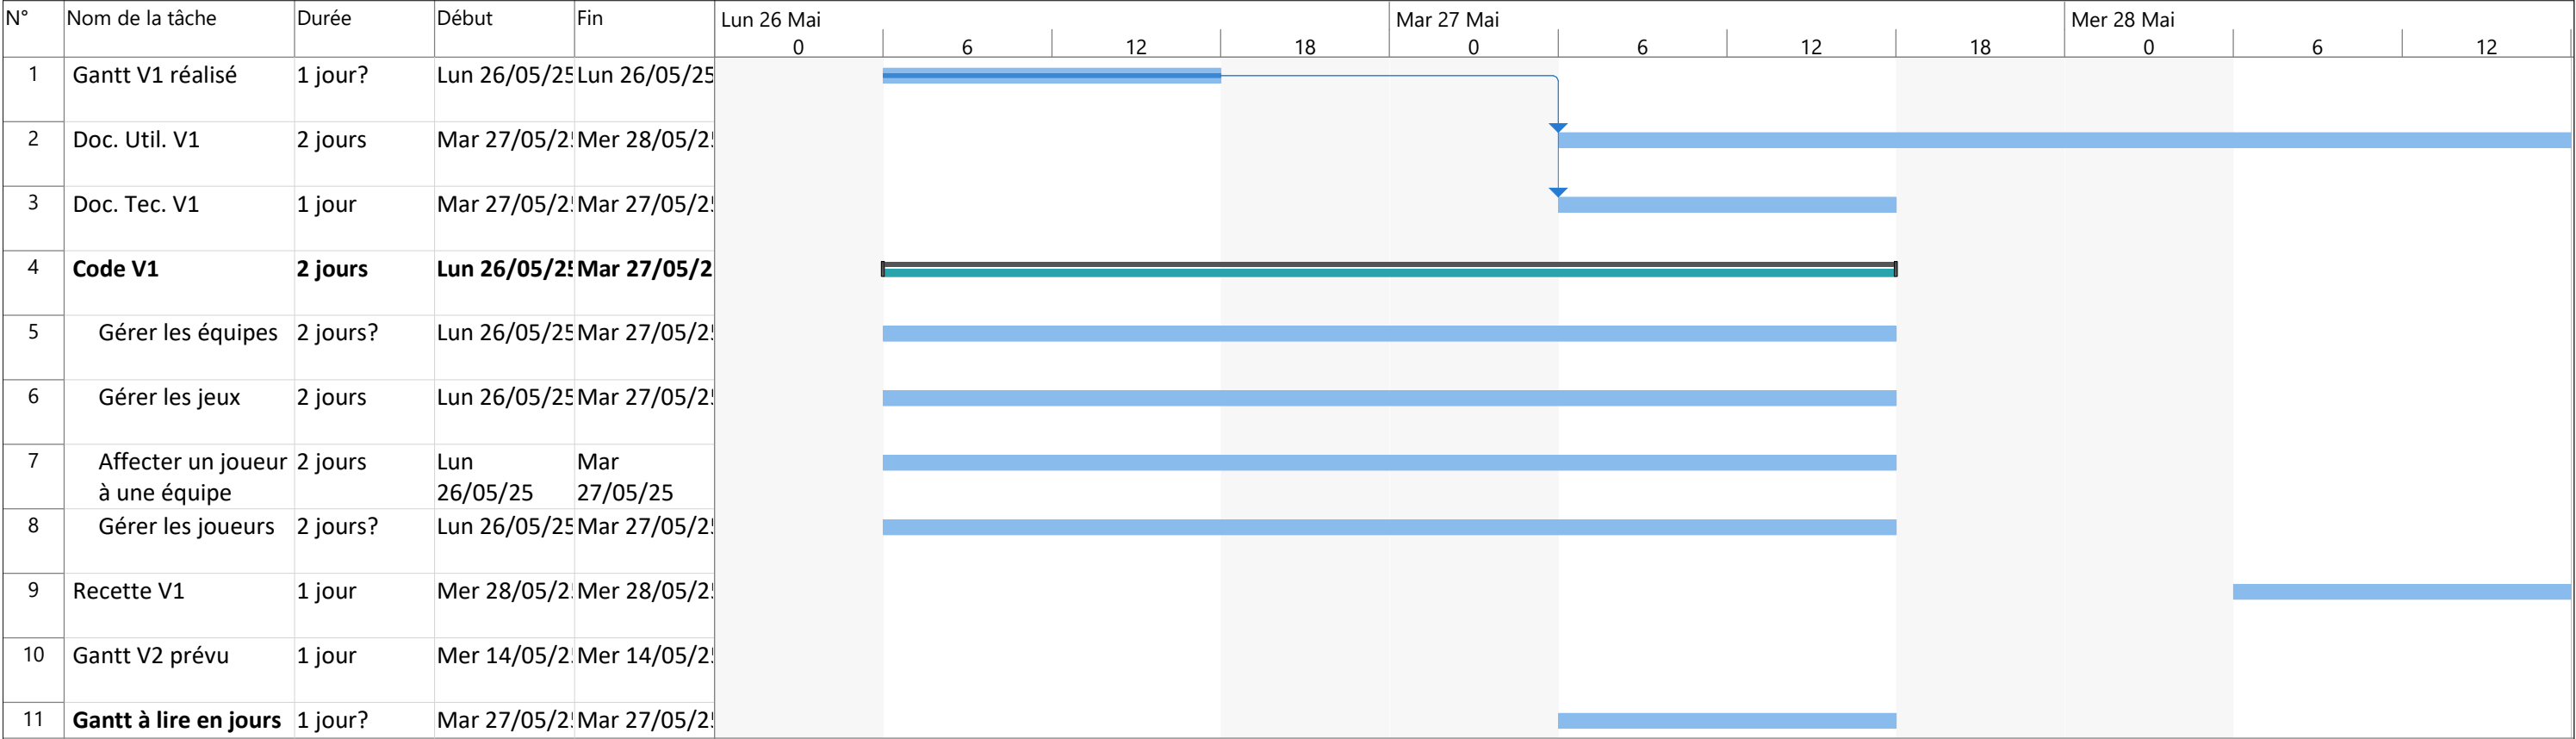 N° Nom de la tâche Durée Début Fin Lun 26 Mai Mar 27 Mai Mer 28 Mai
0 6 12 18 0 6 12 18 0 6 12
1 Gantt V1 réalisé 1 jour? Lun 26/05/25 Lun 26/05/25
2 Doc. Util. V1 2 jours Mar 27/05/2 Mer 28/05/2
3 Doc. Tec. V1 1 jour Mar 27/05/2 Mar 27/05/2
4 Code V1 2 jours Lun 26/05/25 Mar 27/05/2
5 Gérer les équipes 2 jours? Lun 26/05/25 Mar 27/05/2
6 Gérer les jeux 2 jours Lun 26/05/25 Mar 27/05/2
7 Affecter un joueur 2 jours Lun Mar
à une équipe 26/05/25 27/05/25
8 Gérer les joueurs 2 jours? Lun 26/05/25 Mar 27/05/2
9 Recette V1 1 jour Mer 28/05/2 Mer 28/05/2
10 Gantt V2 prévu 1 jour Mer 14/05/2 Mer 14/05/2
11 Gantt à lire en jours 1 jour? Mar 27/05/2 Mar 27/05/2